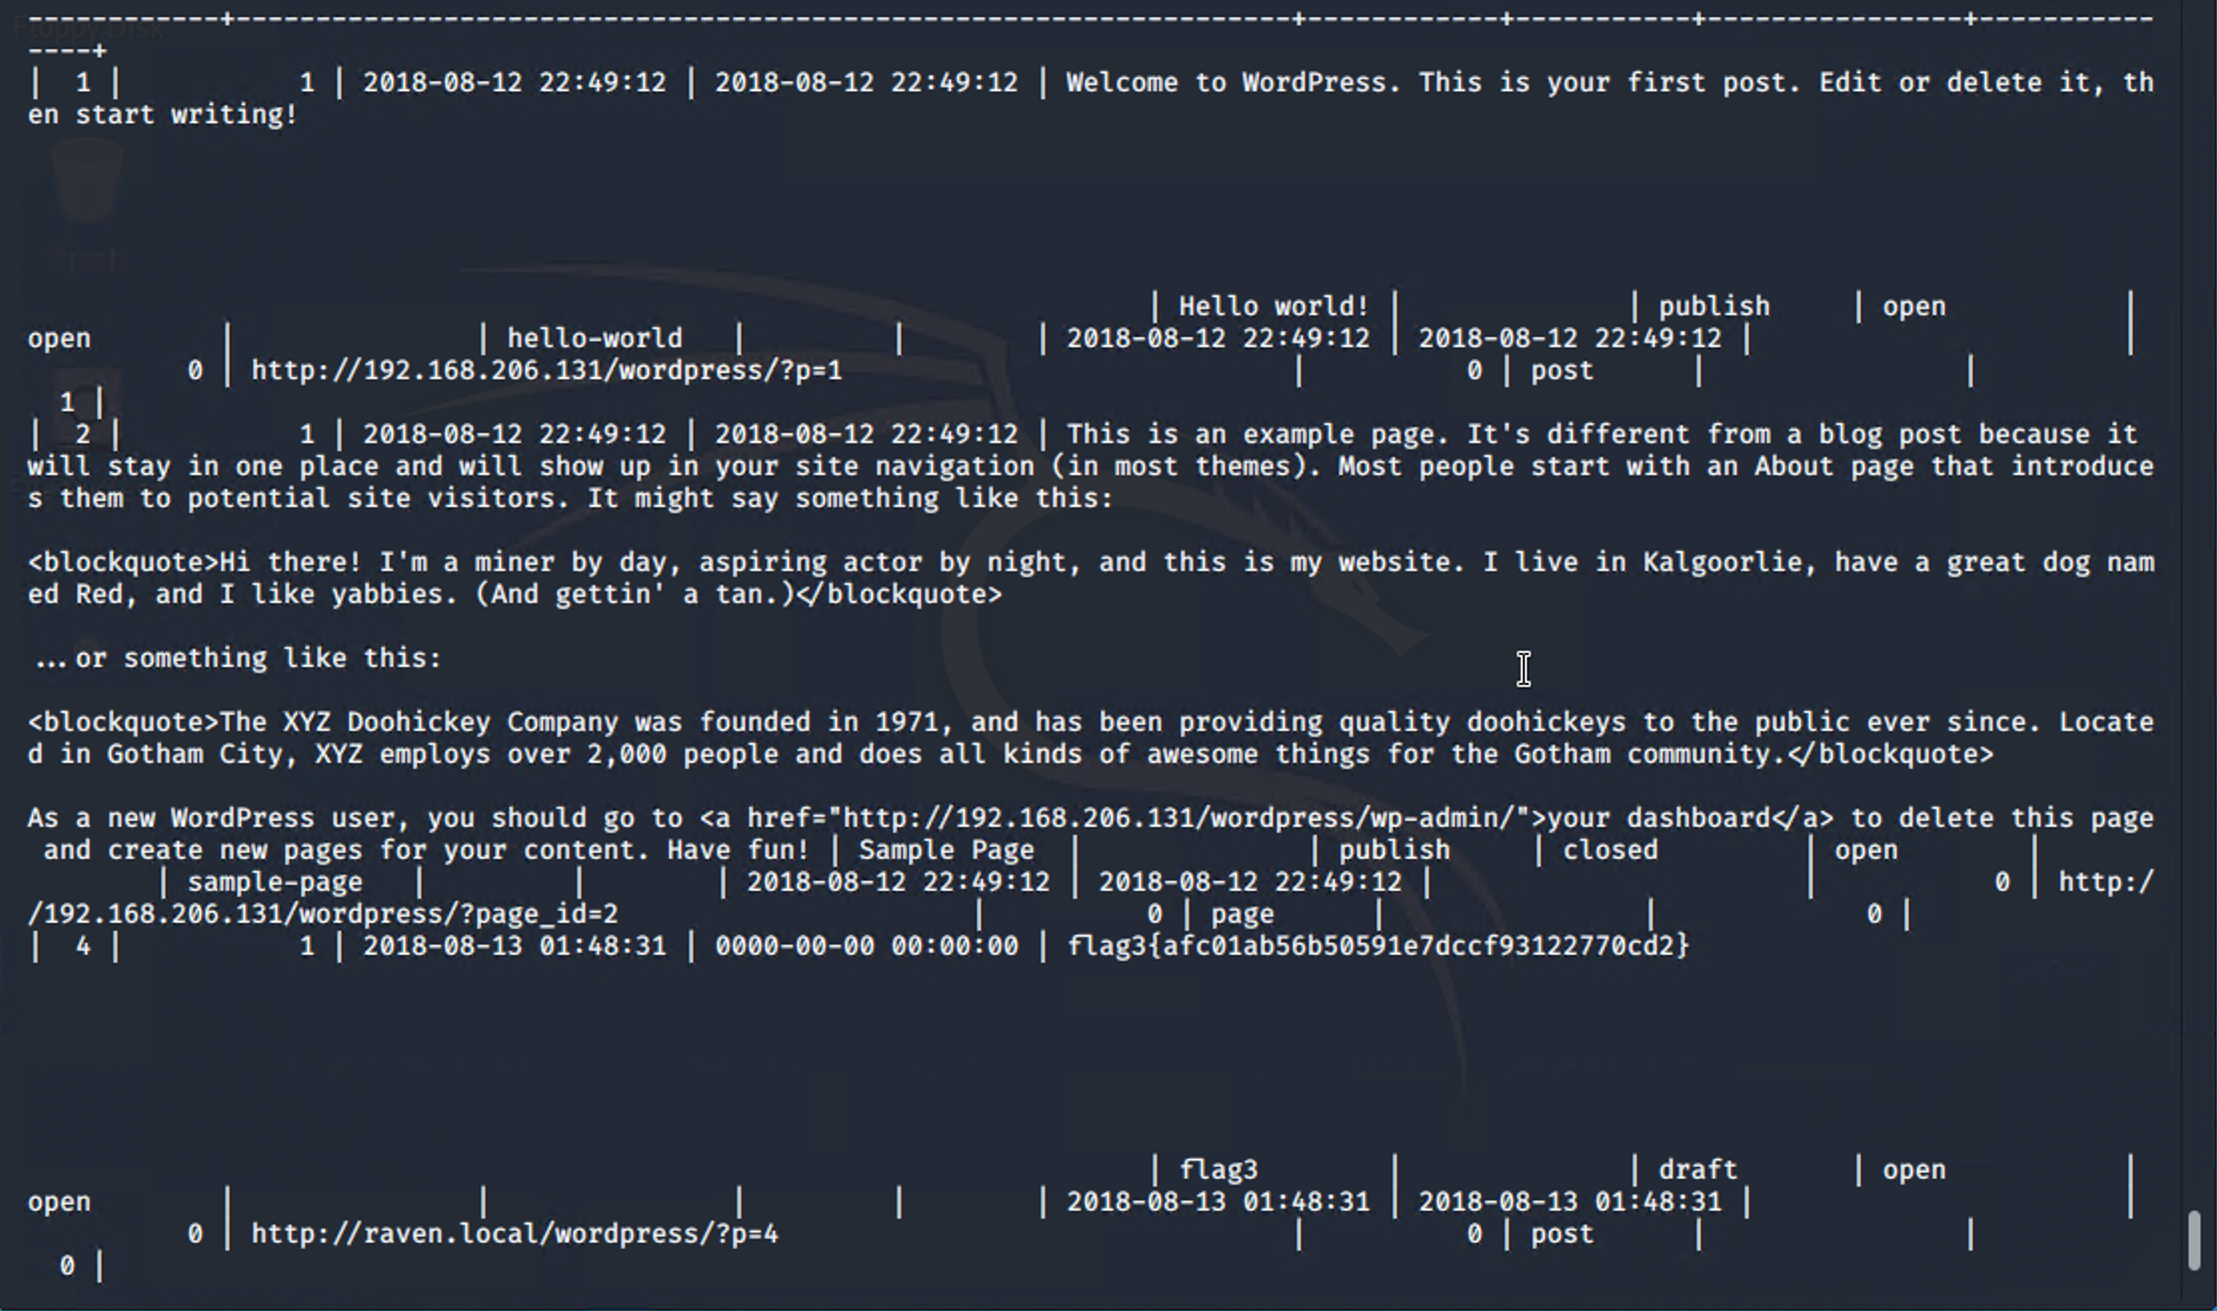 Floppy Disk
------------+------------------------------------------------------------------+------------+-----------+----------------+-----------
----+
|  1 |           1 | 2018-08-12 22:49:12 | 2018-08-12 22:49:12 | Welcome to WordPress. This is your first post. Edit or delete it, th
en start writing!
Trash
| Hello world! |              | publish     | open           |
open        |               | hello-world   |         |        | 2018-08-12 22:49:12 | 2018-08-12 22:49:12 |                       |
          0 | http://192.168.206.131/wordpress/?p=1                            |          0 | post      |                |
  1 |
|  2 |           1 | 2018-08-12 22:49:12 | 2018-08-12 22:49:12 | This is an example page. It's different from a blog post because it
will stay in one place and will show up in your site navigation (in most themes). Most people start with an About page that introduce
s them to potential site visitors. It might say something like this:
<blockquote>Hi there! I'm a miner by day, aspiring actor by night, and this is my website. I live in Kalgoorlie, have a great dog nam
ed Red, and I like yabbies. (And gettin' a tan.)</blockquote>
...or something like this:
<blockquote>The XYZ Doohickey Company was founded in 1971, and has been providing quality doohickeys to the public ever since. Locate
d in Gotham City, XYZ employs over 2,000 people and does all kinds of awesome things for the Gotham community.</blockquote>
As a new WordPress user, you should go to <a href="http://192.168.206.131/wordpress/wp-admin/">your dashboard</a> to delete this page
 and create new pages for your content. Have fun! | Sample Page  |              | publish     | closed         | open        |
        | sample-page   |         |        | 2018-08-12 22:49:12 | 2018-08-12 22:49:12 |                       |           0 | http:/
/192.168.206.131/wordpress/?page_id=2                      |          0 | page      |                |             0 |
|  4 |           1 | 2018-08-13 01:48:31 | 0000-00-00 00:00:00 | flag3{afc01ab56b50591e7dccf93122770cd2}
| flag3        |              | draft       | open           |
open        |               |               |         |        | 2018-08-13 01:48:31 | 2018-08-13 01:48:31 |                       |
          0 | http://raven.local/wordpress/?p=4                                |          0 | post      |                |
  0 |